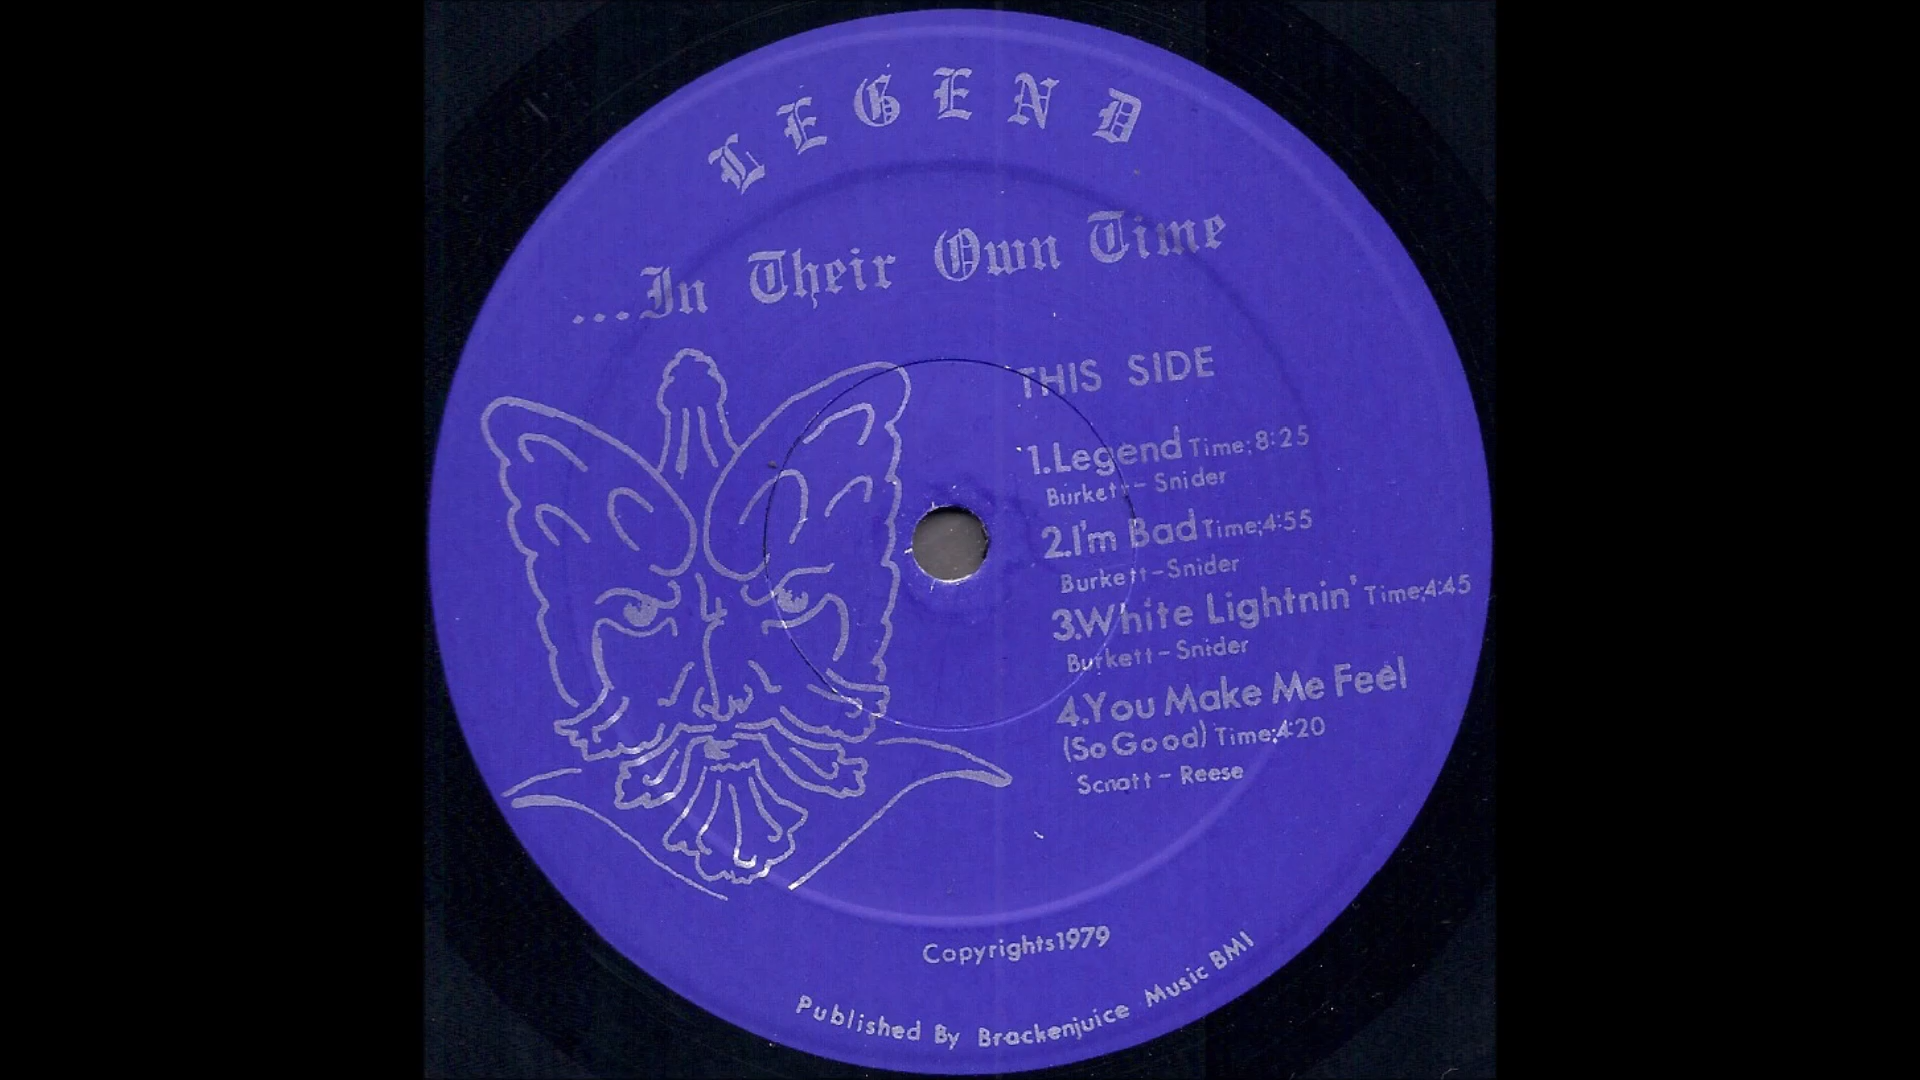 LEGEND
...In Their Own Time
THIS SIDE
1.Legend Time;8:25
Burkett-Snider
2.I'm Bad Time;4:55
Burkett-Snider
3.White Lightnin' Time;4:45
Burkett-Snider
4.You Make Me Feel
(So Good) Time;4:20
Reese
Copyrights1979
Published By Brackenjuice Music BMI